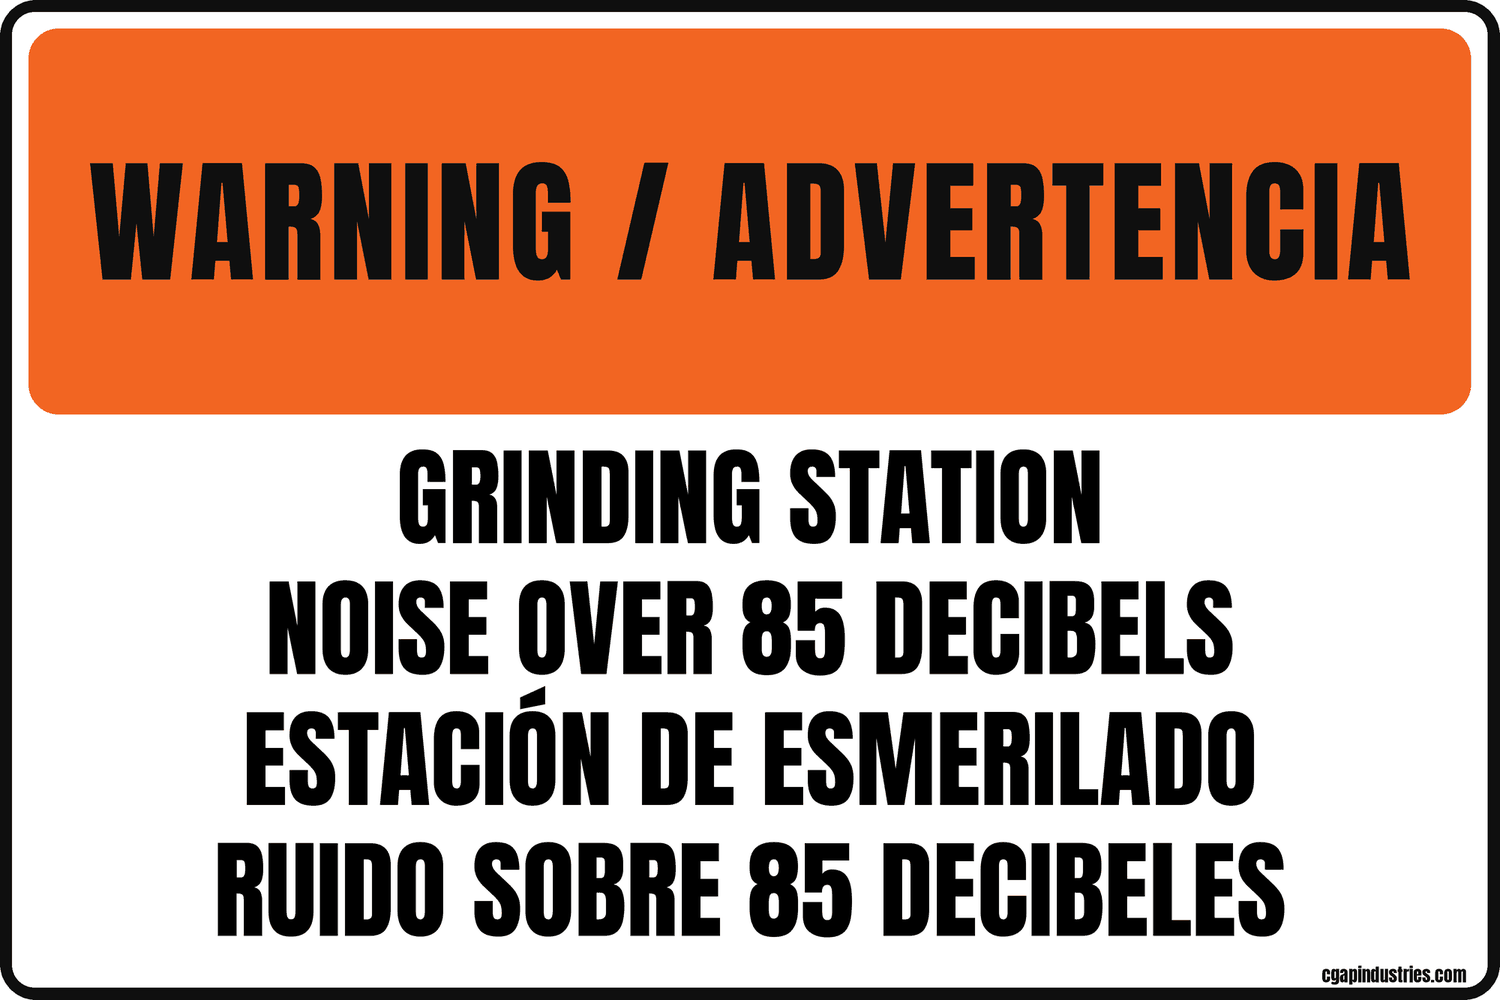 WARNING / ADVERTENCIA
GRINDING STATION
NOISE OVER 85 DECIBELS
ESTACIÓN DE ESMERILADO
RUIDO SOBRE 85 DECIBELES
cgapindustries.com